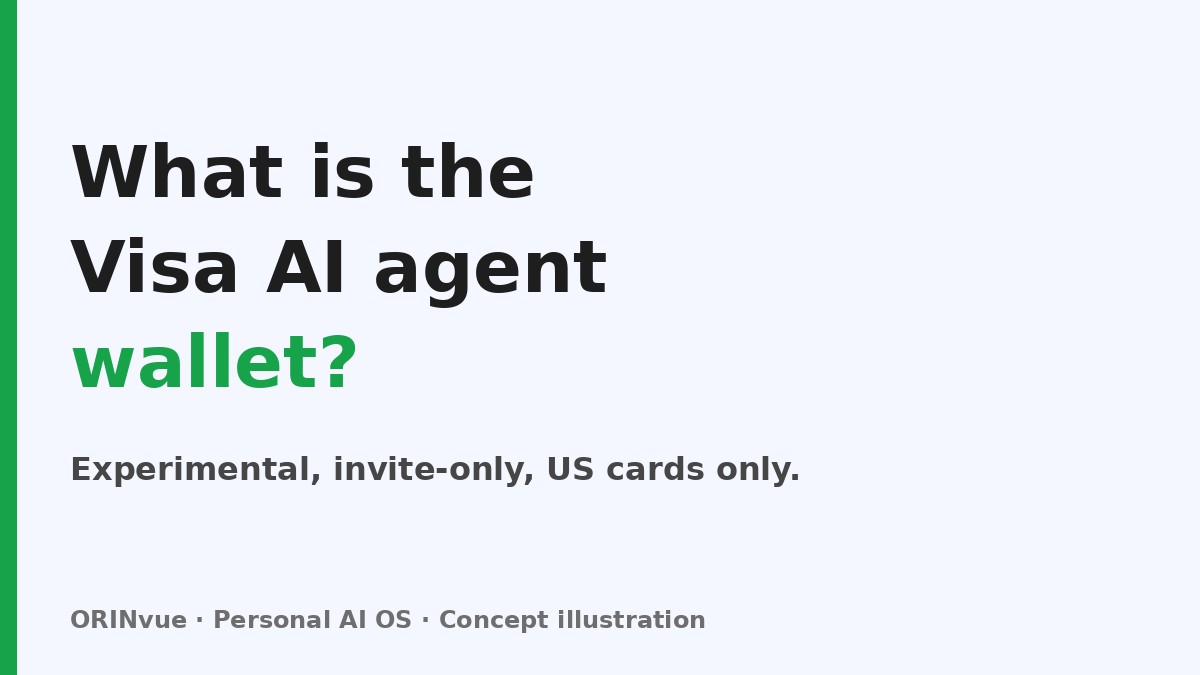 What is the
Visa AI agent
wallet?
Experimental, invite-only, US cards only.
ORINvue · Personal AI OS · Concept illustration